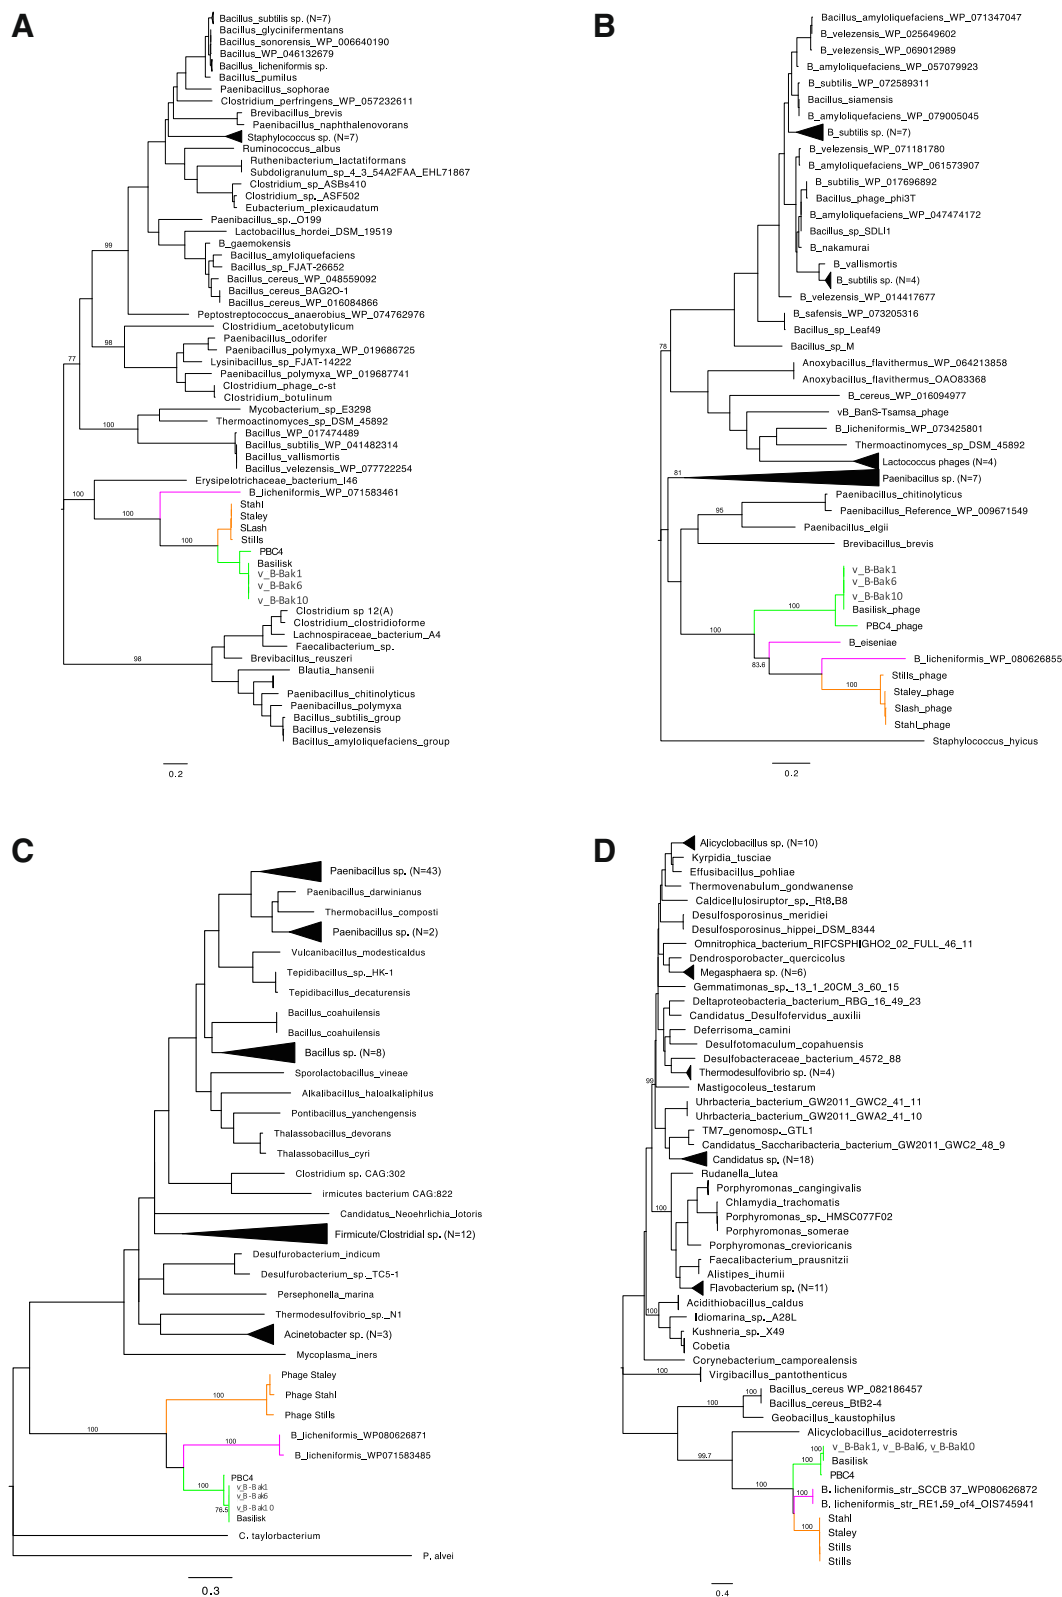 A
Bacillus_subtilis sp. (N=7)
Bacillus_glycinifermentans
Bacillus_sonorensis_WP_006640190
Bacillus_WP_046132679
Bacillus_licheniformis sp.
Bacillus_pumilus
Paenibacillus_sophorae
Clostridium_perfringens_WP_057232611
Brevibacillus_brevis
Paenibacillus_naphthalenovorans
Staphylococcus sp. (N=7)
Ruminococcus_albus
Ruthenibacterium_lactatiformans
Subdoligranulum_sp_4_3_54A2FAA_EHL71867
Clostridium_sp_ASBs410
Clostridium_sp._ASF502
Eubacterium_plexicaudatum
Paenibacillus_sp._O199
Lactobacillus_hordei_DSM_19519
B_gaemokensis
99
Bacillus_amyloliquefaciens
Bacillus_sp_FJAT-26652
Bacillus_cereus_WP_048559092
Bacillus_cereus_BAG2O-1
Bacillus_cereus_WP_016084866
Peptostreptococcus_anaerobius_WP_074762976
Clostridium_acetobutylicum
Paenibacillus_odorifer
98
Paenibacillus_polymyxa_WP_019686725
77
Lysinibacillus_sp_FJAT-14222
Paenibacillus_polymyxa_WP_019687741
Clostridium_phage_c-st
Clostridium_botulinum
Mycobacterium_sp_E3298
Thermoactinomyces_sp_DSM_45892
100
Bacillus_WP_017474489
Bacillus_subtilis_WP_041482314
Bacillus_vallismortis
Bacillus_velezensis_WP_077722254
Erysipelotrichaceae_bacterium_I46
100
B_licheniformis_WP_071583461
Stahl
100
Staley
SLash
Stills
100
PBC4
Basilisk
v_B-Bak1
v_B-Bak6
v_B-Bak10
Clostridium sp 12(A)
Clostridium_clostridioforme
Lachnospiraceae_bacterium_A4
Faecalibacterium_sp.
98
Brevibacillus_reuszeri
Blautia_hansenii
Paenibacillus_chitinolyticus
Paenibacillus_polymyxa
Bacillus_subtilis_group
Bacillus_velezensis
Bacillus_amyloliquefaciens_group
0.2
B
Bacillus_amyloliquefaciens_WP_071347047
B_velezensis_WP_025649602
B_velezensis_WP_069012989
B_amyloliquefaciens_WP_057079923
B_subtilis_WP_072589311
Bacillus_siamensis
B_amyloliquefaciens_WP_079005045
B_subtilis sp. (N=7)
B_velezensis_WP_071181780
B_amyloliquefaciens_WP_061573907
B_subtilis_WP_017696892
Bacillus_phage_phi3T
B_amyloliquefaciens_WP_047474172
Bacillus_sp_SDLI1
B_nakamurai
B_vallismortis
B_subtilis sp. (N=4)
B_velezensis_WP_014417677
B_safensis_WP_073205316
Bacillus_sp_Leaf49
78
Bacillus_sp_M
Anoxybacillus_flavithermus_WP_064213858
Anoxybacillus_flavithermus_OAO83368
B_cereus_WP_016094977
vB_BanS-Tsamsa_phage
B_licheniformis_WP_073425801
Thermoactinomyces_sp_DSM_45892
Lactococcus phages (N=4)
81
Paenibacillus sp. (N=7)
Paenibacillus_chitinolyticus
95
Paenibacillus_Reference_WP_009671549
Paenibacillus_elgii
Brevibacillus_brevis
v_B-Bak1
v_B-Bak6
v_B-Bak10
100
Basilisk_phage
PBC4_phage
100
B_eiseniae
83.6
B_licheniformis_WP_080626855
Stills_phage
100
Staley_phage
Slash_phage
Stahl_phage
Staphylococcus_hyicus
0.2
C
Paenibacillus sp. (N=43)
Paenibacillus_darwinianus
Thermobacillus_composti
Paenibacillus sp. (N=2)
Vulcanibacillus_modesticaldus
Tepidibacillus_sp._HK-1
Tepidibacillus_decaturensis
Bacillus_coahuilensis
Bacillus_coahuilensis
Bacillus sp. (N=8)
Sporolactobacillus_vineae
Alkalibacillus_haloalkaliphilus
Pontibacillus_yanchengensis
Thalassobacillus_devorans
Thalassobacillus_cyri
Clostridium sp. CAG:302
irmicutes bacterium CAG:822
Candidatus_Neoehrlichia_lotoris
Firmicute/Clostridial sp. (N=12)
Desulfurobacterium_indicum
Desulfurobacterium_sp._TC5-1
Persephonella_marina
Thermodesulfovibrio_sp._N1
Acinetobacter sp. (N=3)
Mycoplasma_iners
Phage Staley
100
Phage Stahl
Phage Stills
100
B_licheniformis_WP080626871
100
B_licheniformis_WP071583485
PBC4
100
v_B-Bak1
v_B-Bak6
76.5
v_B-Bak10
Basilisk
C. taylorbacterium
P. alvei
0.3
D
Alicyclobacillus sp. (N=10)
Kyrpidia_tusciae
Effusibacillus_pohliae
Thermovenabulum_gondwanense
Caldicellulosiruptor_sp._Rt8.B8
Desulfosporosinus_meridiei
Desulfosporosinus_hippei_DSM_8344
Omnitrophica_bacterium_RIFCSPHIGHO2_02_FULL_46_11
Dendrosporobacter_quercicolus
Megasphaera sp. (N=6)
Gemmatimonas_sp._13_1_20CM_3_60_15
Deltaproteobacteria_bacterium_RBG_16_49_23
Candidatus_Desulfofervidus_auxilii
Deferrisoma_camini
Desulfotomaculum_copahuensis
Desulfobacteraceae_bacterium_4572_88
Thermodesulfovibrio sp. (N=4)
99
Mastigocoleus_testarum
Uhrbacteria_bacterium_GW2011_GWC2_41_11
Uhrbacteria_bacterium_GW2011_GWA2_41_10
TM7_genomosp._GTL1
Candidatus_Saccharibacteria_bacterium_GW2011_GWC2_48_9
Candidatus sp. (N=18)
Rudanella_lutea
Porphyromonas_cangingivalis
Chlamydia_trachomatis
100
Porphyromonas_sp._HMSC077F02
Porphyromonas_somerae
Porphyromonas_crevioricanis
Faecalibacterium_prausnitzii
Alistipes_ihumii
Flavobacterium sp. (N=11)
Acidithiobacillus_caldus
100
Idiomarina_sp._A28L
Kushneria_sp._X49
Cobetia
Corynebacterium_camporealensis
100
Virgibacillus_pantothenticus
Bacillus_cereus WP_082186457
100
100
Bacillus_cereus_BtB2-4
Geobacillus_kaustophilus
Alicyclobacillus_acidoterrestris
v_B-Bak1, v_B-Bak6, v_B-Bak10
99.7
100
Basilisk
PBC4
B. licheniformis_str_SCCB 37_WP080626872
100
B. licheniformis_str_RE1.59_of4_OIS745941
Stahl
100
Staley
Stills
Stills
0.4